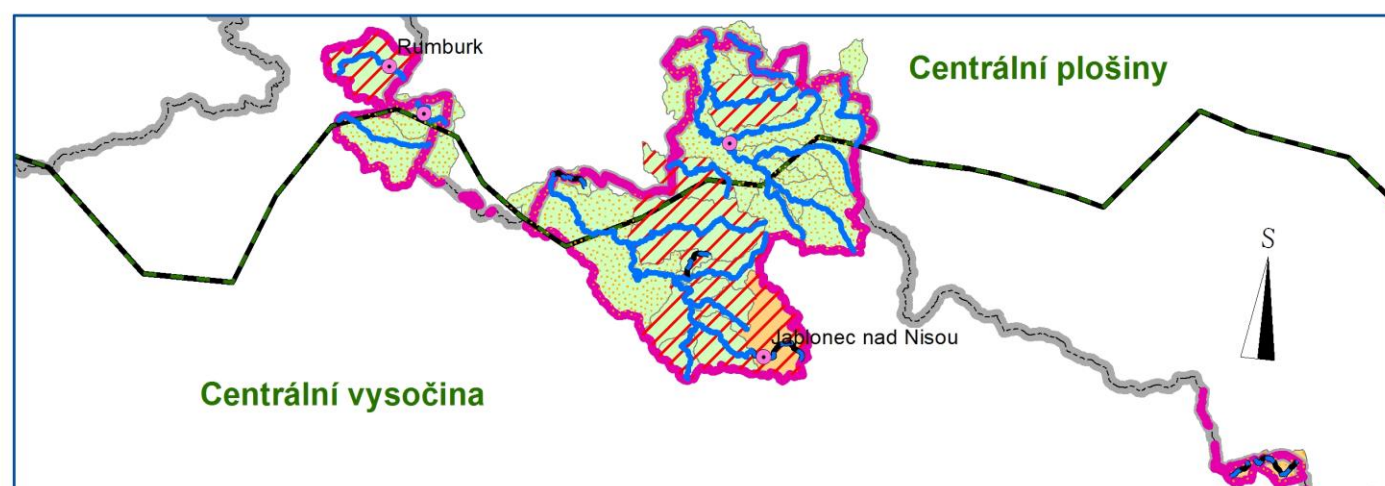 Rumburk
Centrální plošiny
S
Jablonec nad Nisou
Centrální vysočina